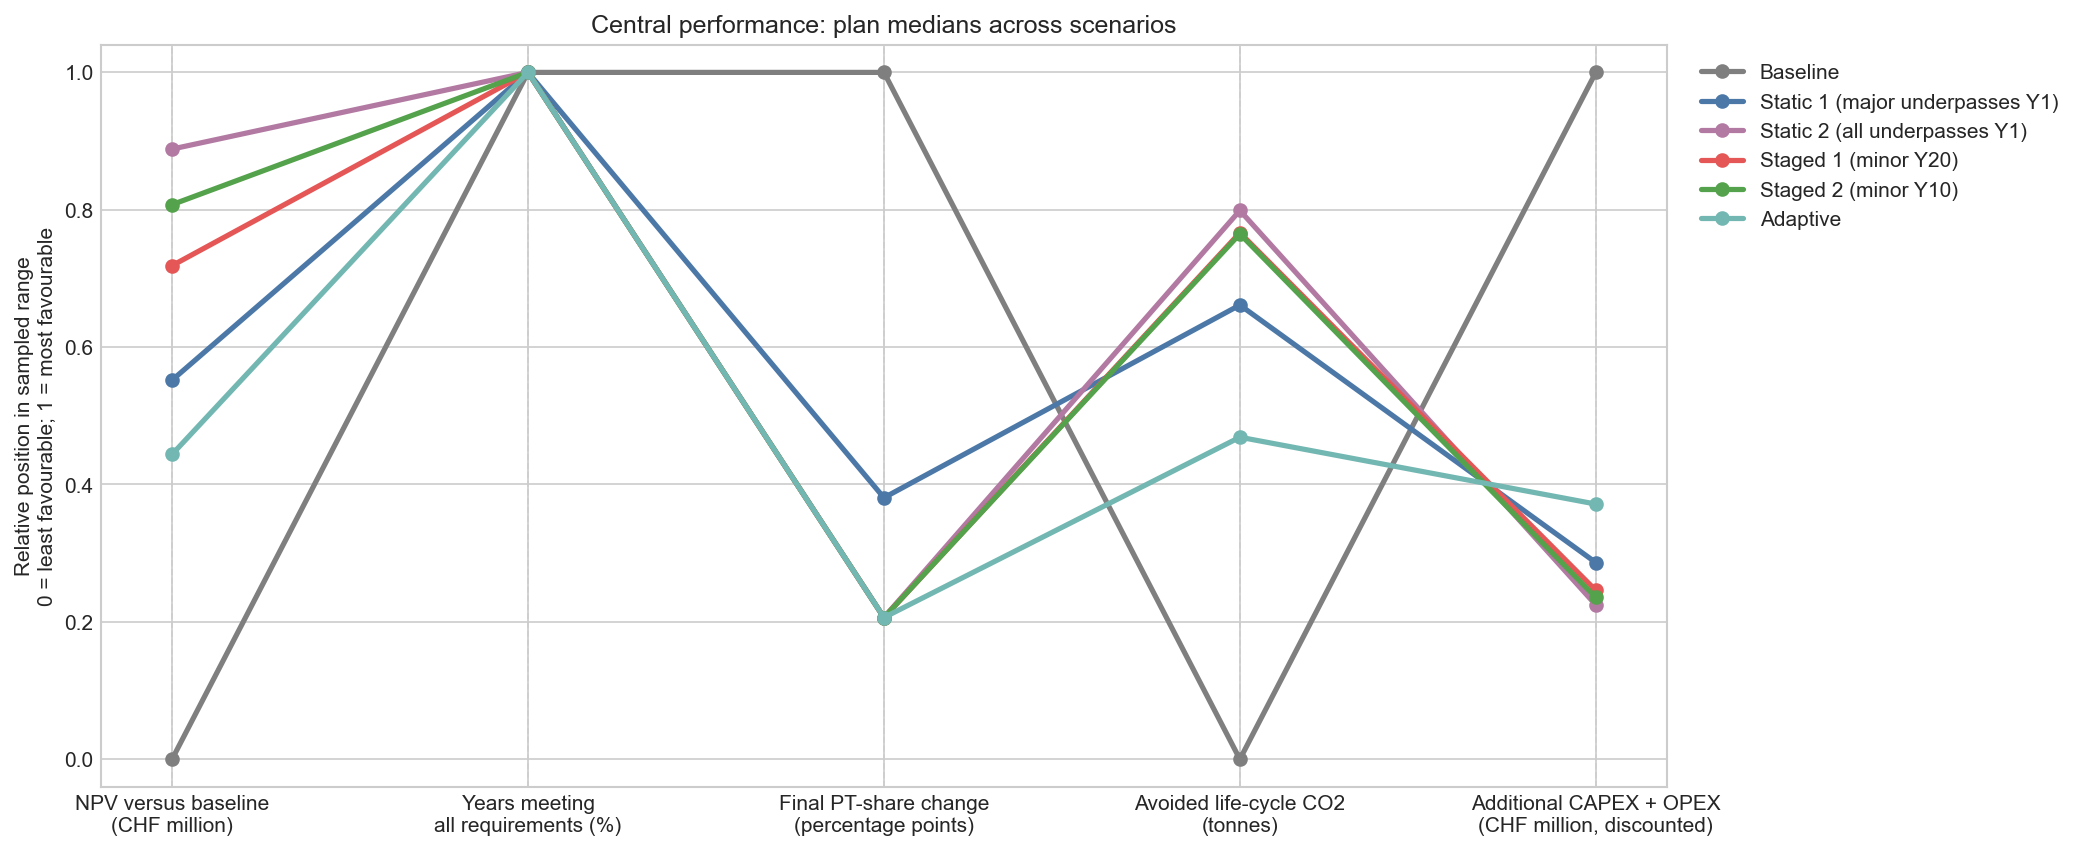 Central performance: plan medians across scenarios
Relative position in sampled range
0 = least favourable; 1 = most favourable
1.0
0.8
0.6
0.4
0.2
0.0
NPV versus baseline
(CHF million)
Years meeting
all requirements (%)
Final PT-share change
(percentage points)
Avoided life-cycle CO2
(tonnes)
Additional CAPEX + OPEX
(CHF million, discounted)
Baseline
Static 1 (major underpasses Y1)
Static 2 (all underpasses Y1)
Staged 1 (minor Y20)
Staged 2 (minor Y10)
Adaptive